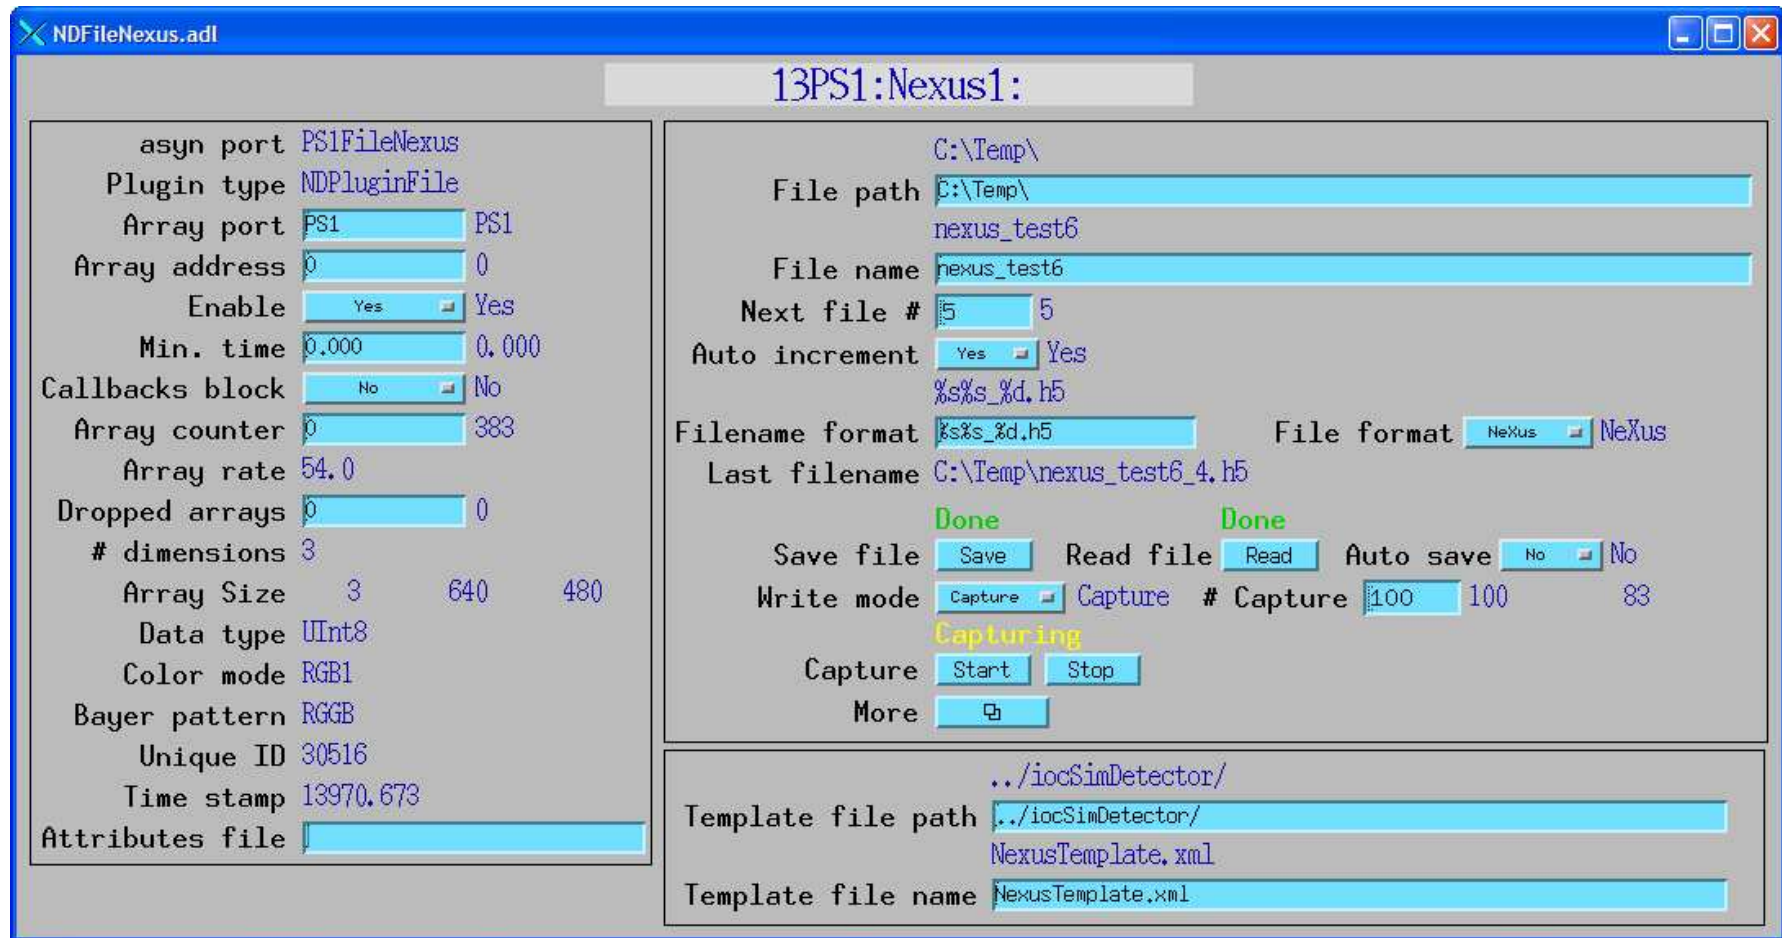 NDFileNexus.adl
13PS1:Nexus1:
asyn port PS1FileNexus
Plugin type NDPluginFile
Array port PS1 PS1
Array address 0 0
Enable Yes Yes
Min. time 0.000 0.000
Callbacks block No No
Array counter 0 383
Array rate 54.0
Dropped arrays 0 0
# dimensions 3
Array Size 3 640 480
Data type UInt8
Color mode RGB1
Bayer pattern RGGB
Unique ID 30516
Time stamp 13970.673
Attributes file
C:\Temp\
File path C:\Temp\
nexus_test6
File name nexus_test6
Next file # 5 5
Auto increment Yes Yes
%s%s_%d.h5
Filename format %s%s_%d.h5 File format NeXus NeXus
Last filename C:\Temp\nexus_test6_4.h5
Done Done
Save file Save Read file Read Auto save No No
Write mode Capture Capture # Capture 100 100 83
Capturing
Capture Start Stop
More
../iocSimDetector/
Template file path ../iocSimDetector/
NexusTemplate.xml
Template file name NexusTemplate.xml